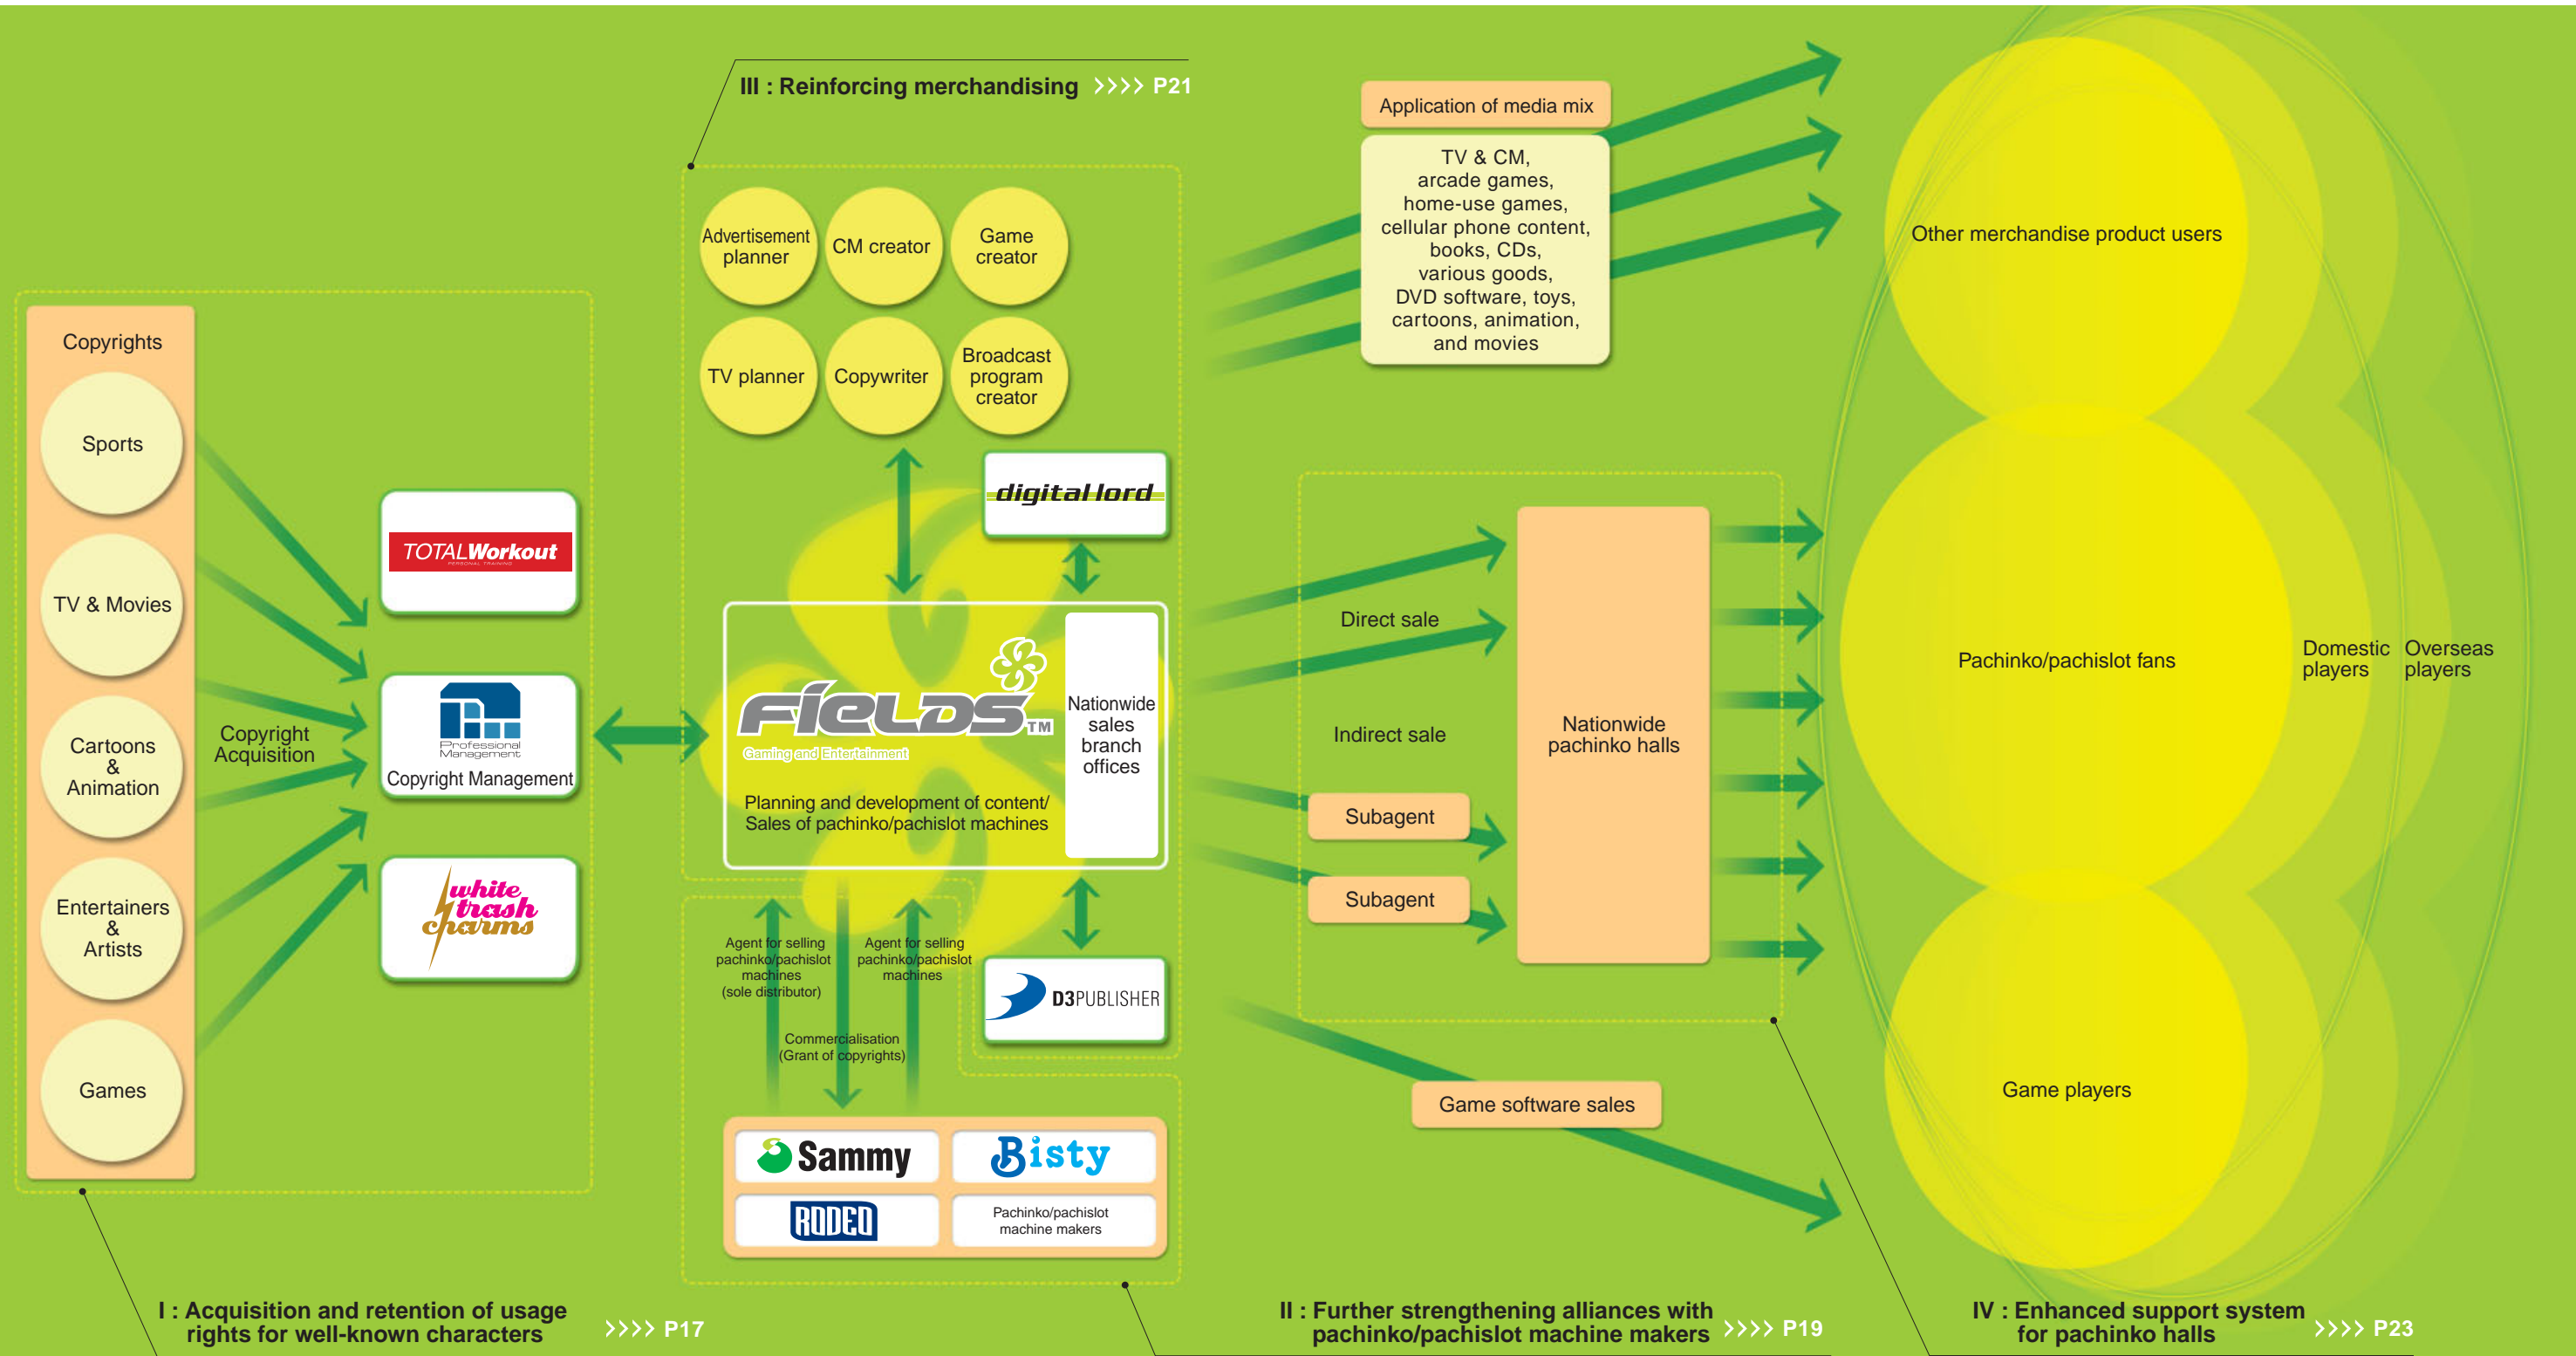 III : Reinforcing merchandising >>>> P21
Copyrights
Sports
TV & Movies
Cartoons
&
Animation
Entertainers
&
Artists
Games
Copyright
Acquisition
TOTAL Workout
PERSONAL TRAINING
Professional
Management
Copyright Management
white
trash
charms
Advertisement
planner
CM creator
Game
creator
TV planner
Copywriter
Broadcast
program
creator
digital lord
FIELDS TM
Gaming and Entertainment
Planning and development of content/
Sales of pachinko/pachislot machines
Nationwide
sales
branch
offices
Agent for selling
pachinko/pachislot
machines
(sole distributor)
Agent for selling
pachinko/pachislot
machines
Commercialisation
(Grant of copyrights)
D3PUBLISHER
Sammy
Bisty
RODEO
Pachinko/pachislot
machine makers
Application of media mix
TV & CM,
arcade games,
home-use games,
cellular phone content,
books, CDs,
various goods,
DVD software, toys,
cartoons, animation,
and movies
Direct sale
Indirect sale
Subagent
Subagent
Nationwide
pachinko halls
Game software sales
Other merchandise product users
Pachinko/pachislot fans
Domestic
players
Overseas
players
Game players
I : Acquisition and retention of usage
rights for well-known characters >>>> P17
II : Further strengthening alliances with
pachinko/pachislot machine makers >>>> P19
IV : Enhanced support system
for pachinko halls >>>> P23